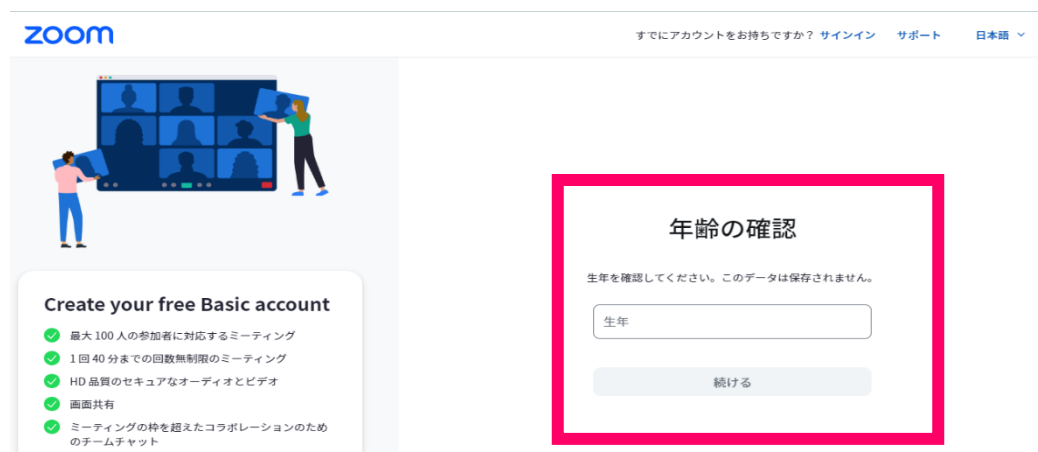 zoom
すでにアカウントをお持ちですか？ サインイン サポート 日本語
Create your free Basic account
最大 100 人の参加者に対応するミーティング
1 回 40 分までの回数無制限のミーティング
HD 品質のセキュアなオーディオとビデオ
画面共有
ミーティングの枠を超えたコラボレーションのため
のチームチャット
年齢の確認
生年を確認してください。このデータは保存されません。
生年
続ける